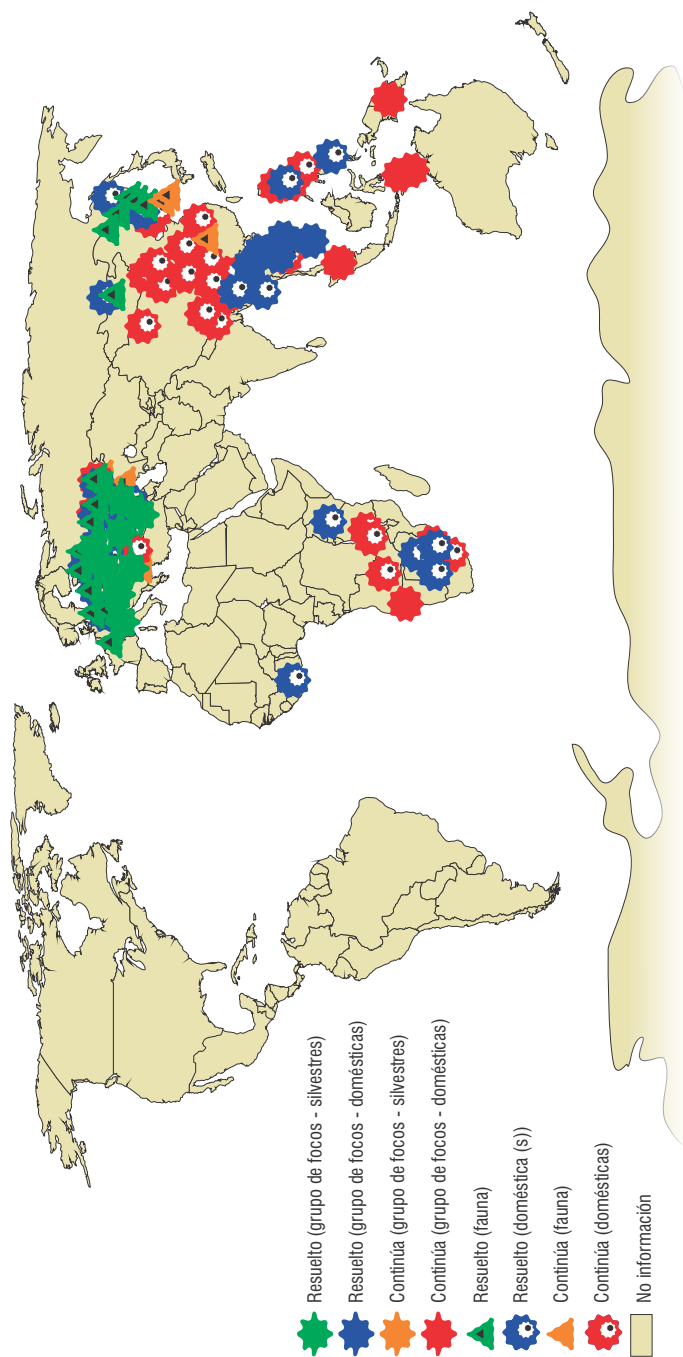 Resuelto (grupo de focos - silvestres)
Resuelto (grupo de focos - domésticas)
Continúa (grupo de focos - silvestres)
Continúa (grupo de focos - domésticas)
Resuelto (fauna)
Resuelto (doméstica (s))
Continúa (fauna)
Continúa (domésticas)
No información